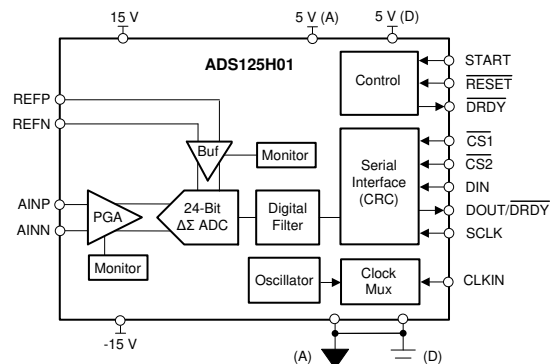 15 V
5 V (A)
5 V (D)
ADS125H01
Control
START
RESET
DRDY
REFP
REFN
Buf
Monitor
Serial
Interface
(CRC)
CS1
CS2
DIN
DOUT/DRDY
SCLK
AINP
AINN
PGA
24-Bit
ΔΣ ADC
Digital
Filter
Monitor
Oscillator
Clock
Mux
CLKIN
-15 V
(A)
(D)